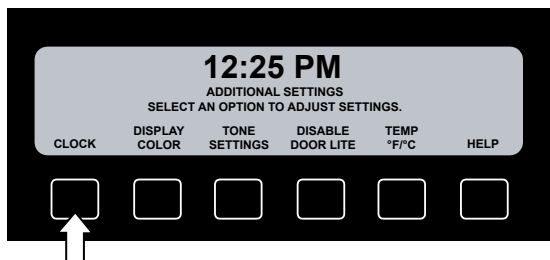 12:25 PM
ADDITIONAL SETTINGS
SELECT AN OPTION TO ADJUST SETTINGS.
CLOCK
DISPLAY COLOR
TONE SETTINGS
DISABLE DOOR LITE
TEMP °F/°C
HELP